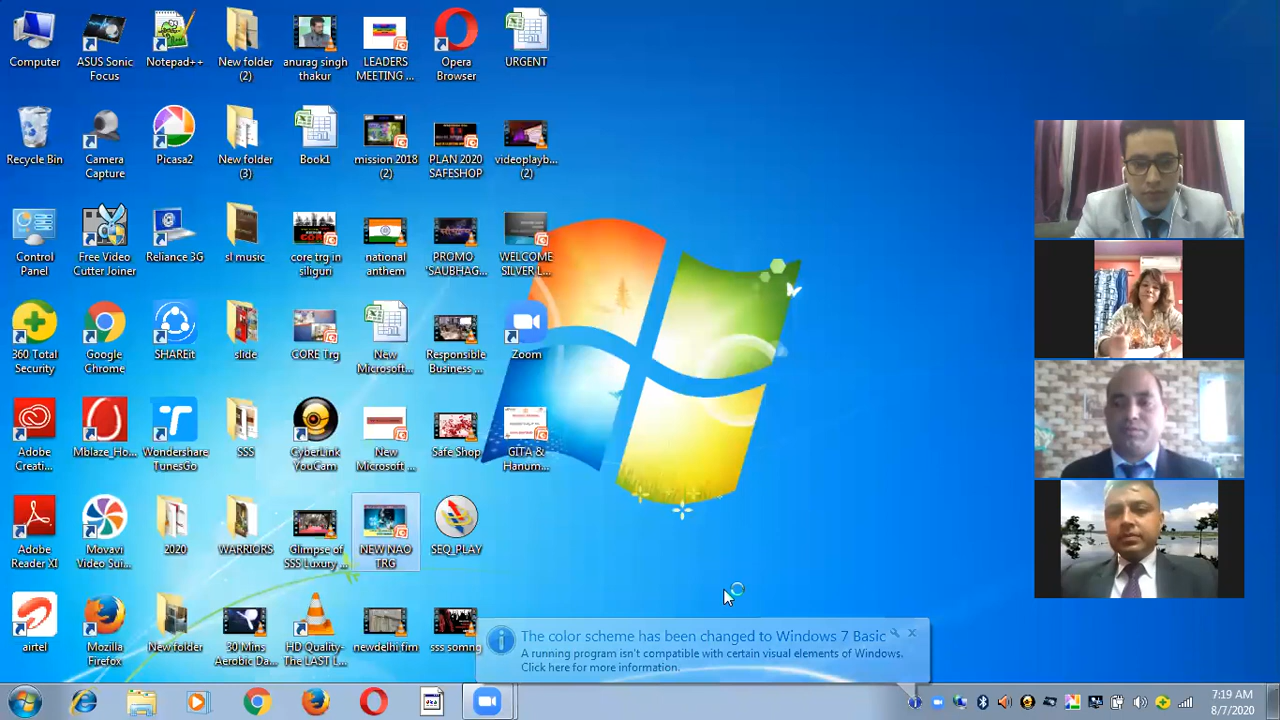 Computer
ASUS Sonic
Focus
Notepad++
New folder
(2)
anurag singh
thakur
LEADERS
MEETING ...
Opera
Browser
URGENT
Recycle Bin
Camera
Capture
Picasa2
New folder
(3)
Book1
mission 2018
(2)
PLAN 2020
SAFESHOP
videoplayb...
(2)
Control
Panel
Free Video
Cutter Joiner
Reliance 3G
sl music
core trg in
siligun
national
anthem
PROMO
'SAUBHAG...
WELCOME
SILVER L...
360 Total
Security
Google
Chrome
SHAREit
slide
CORE Trg
New
Microsoft...
Responsible
Business ...
Zoom
Adobe
Creati...
Mblaze_Ho...
Wondershare
TunesGo
SSS
CyberLink
YouCam
New
Microsoft ...
Safe Shop
GITA &
Hanum...
Adobe
Reader XI
Movavi
Video Sui...
2020
WARRIORS
Glimpse of
SSS Luxury ...
NEW NAO
TRG
SEQ_PLAY
airtel
Mozilla
Firefox
New folder
30 Mins
Aerobic Da...
HD Quality-
The LAST L...
newdelhi fim
sss somng
The color scheme has been changed to Windows 7 Basic
A running program isn't compatible with certain visual elements of Windows.
Click here for more information.
7:19 AM
8/7/2020